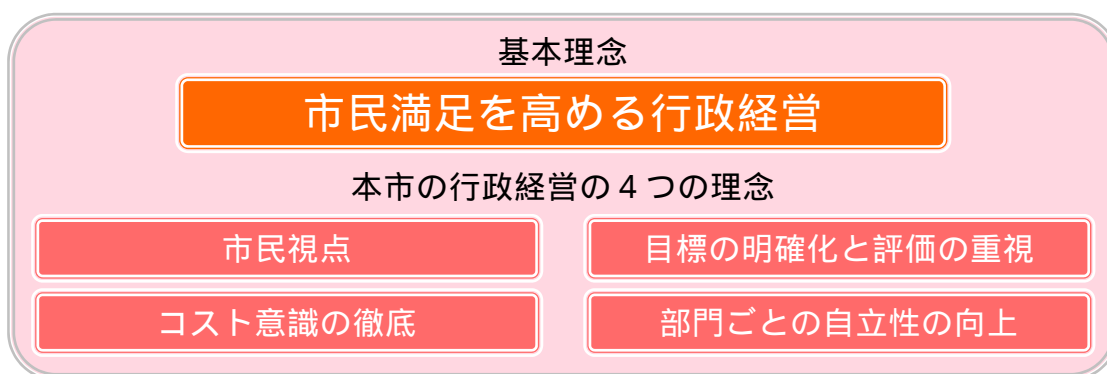 基本理念
市民満足を高める行政経営
本市の行政経営の４つの理念
市民視点
目標の明確化と評価の重視
コスト意識の徹底
部門ごとの自立性の向上